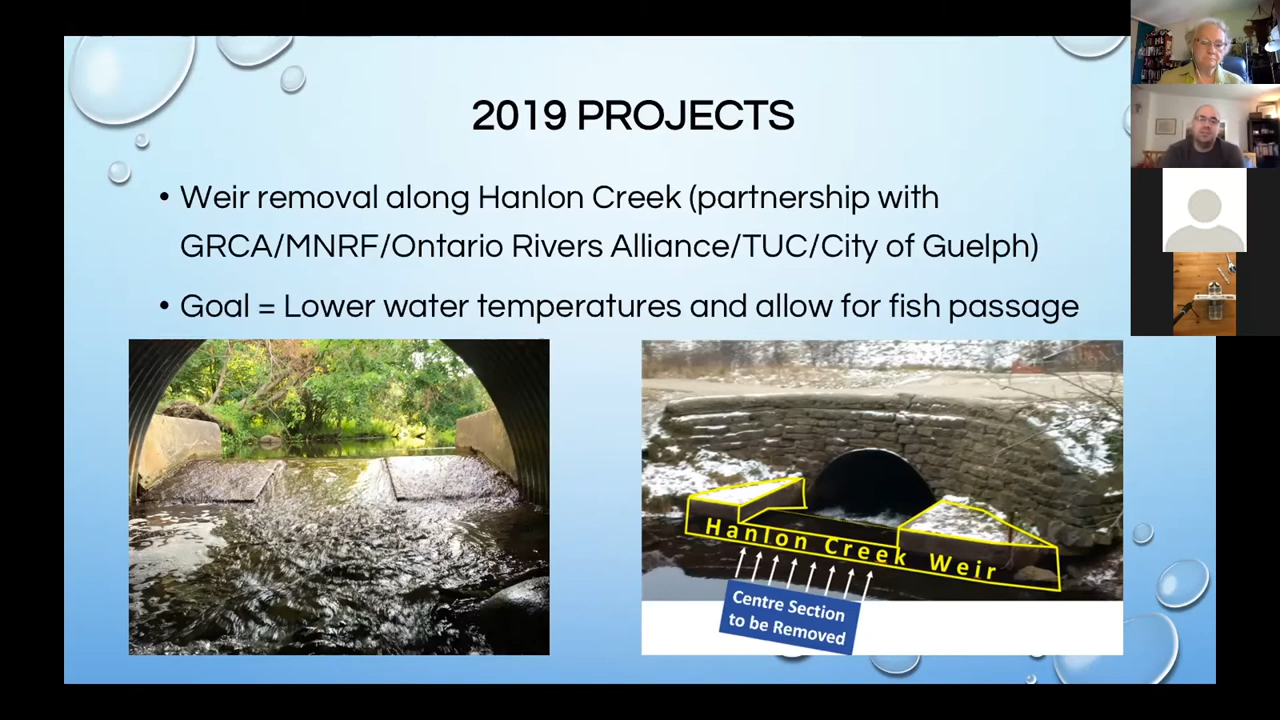 2019 PROJECTS
• Weir removal along Hanlon Creek (partnership with
GRCA/MNRF/Ontario Rivers Alliance/TUC/City of Guelph)
• Goal = Lower water temperatures and allow for fish passage
Hanlon Creek Weir
Centre Section
to be Removed